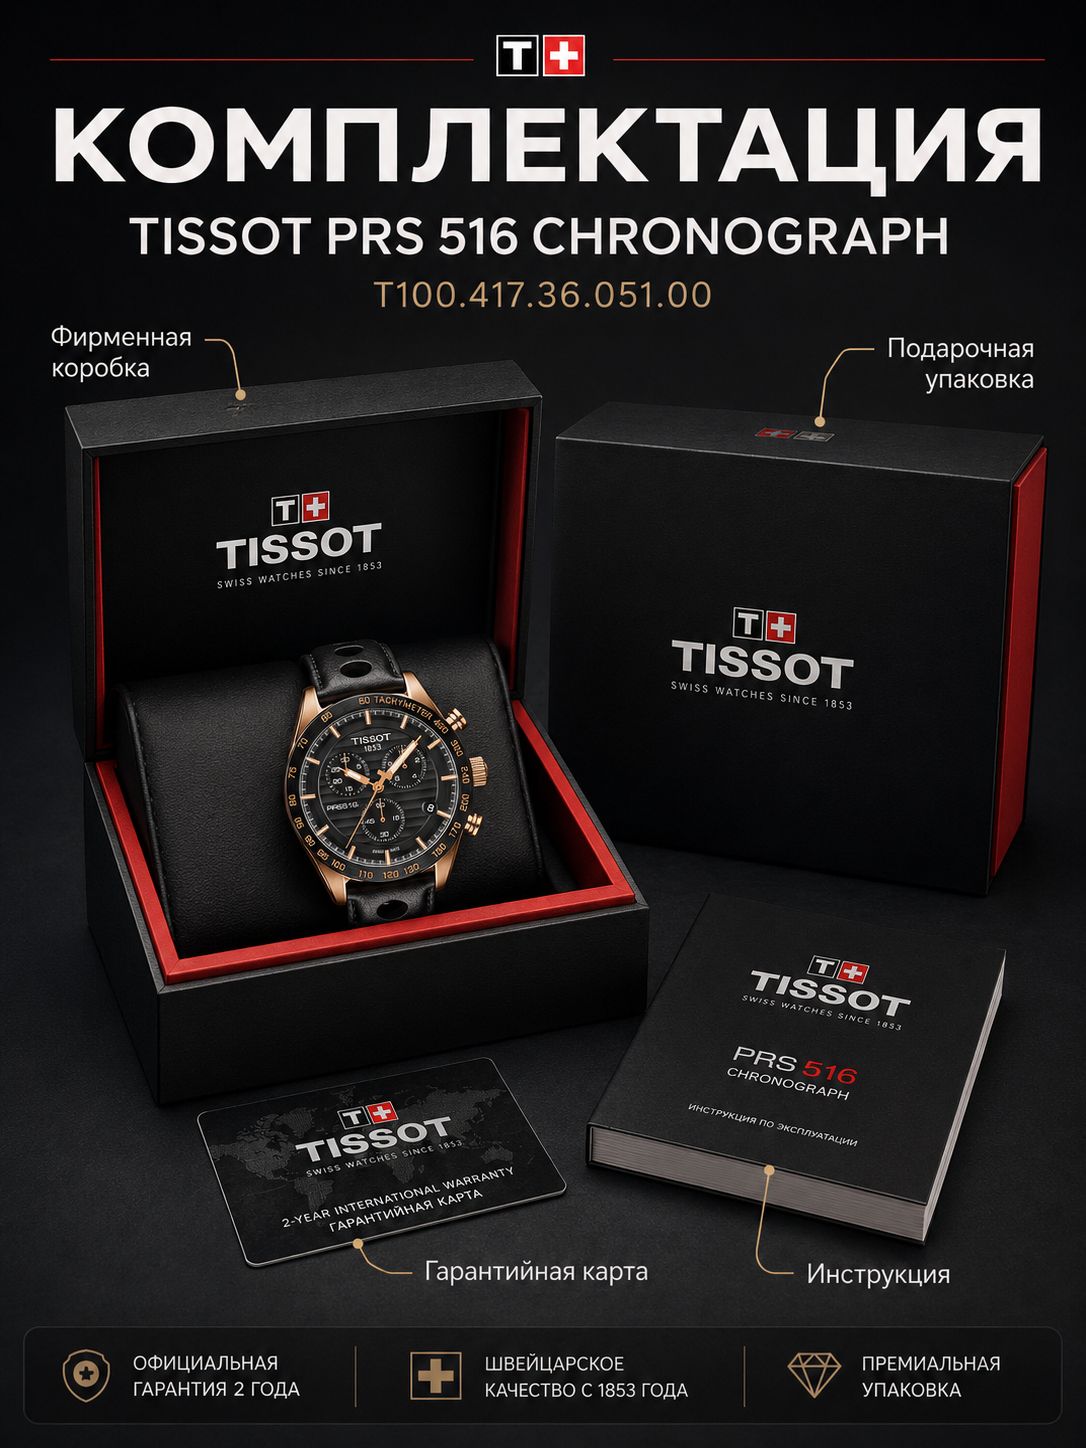 T+
КОМПЛЕКТАЦИЯ
TISSOT PRS 516 CHRONOGRAPH
T100.417.36.051.00
Фирменная
коробка
Подарочная
упаковка
T+
TISSOT
SWISS WATCHES SINCE 1853
T+
TISSOT
SWISS WATCHES SINCE 1853
60 TACHYMETER
TISSOT
1853
8
T+
TISSOT
SWISS WATCHES SINCE 1853
PRS 516
CHRONOGRAPH
ИНСТРУКЦИЯ ПО ЭКСПЛУАТАЦИИ
T+
TISSOT
SWISS WATCHES SINCE 1853
2-YEAR INTERNATIONAL WARRANTY
ГАРАНТИЙНАЯ КАРТА
Гарантийная карта
Инструкция
ОФИЦИАЛЬНАЯ
ГАРАНТИЯ 2 ГОДА
ШВЕЙЦАРСКОЕ
КАЧЕСТВО С 1853 ГОДА
ПРЕМИАЛЬНАЯ
УПАКОВКА